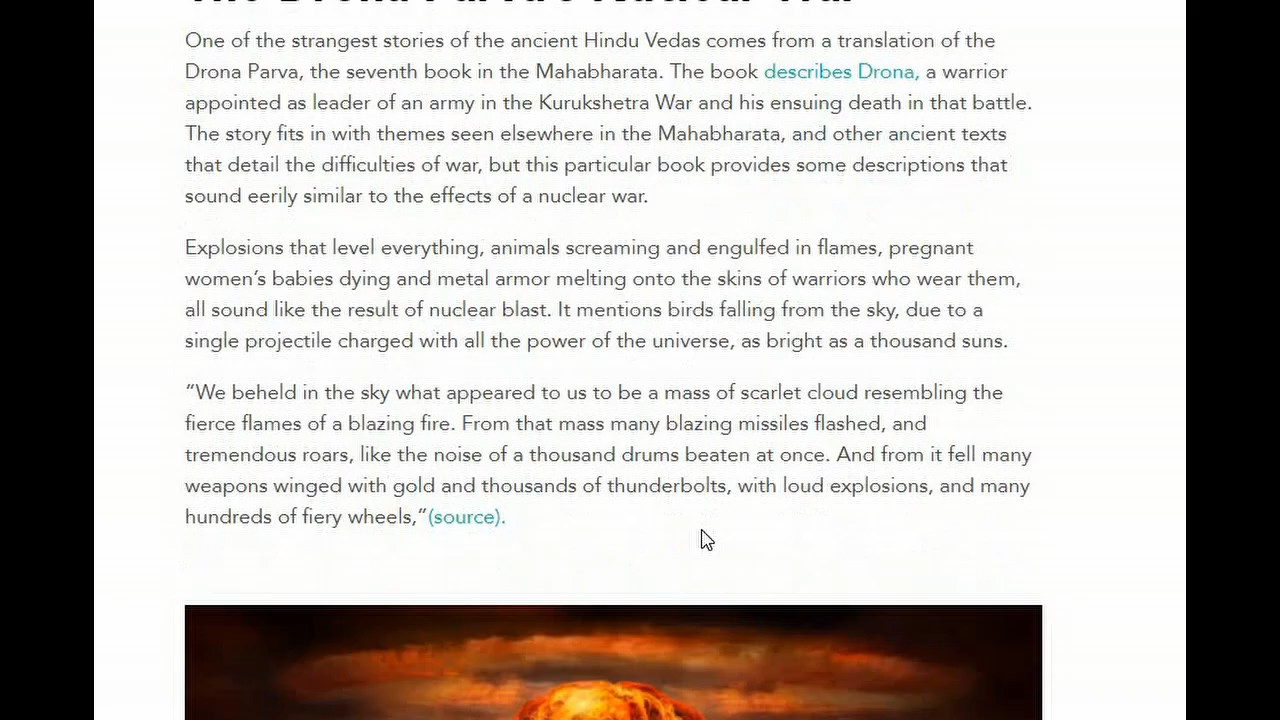 One of the strangest stories of the ancient Hindu Vedas comes from a translation of the
Drona Parva, the seventh book in the Mahabharata. The book describes Drona, a warrior
appointed as leader of an army in the Kurukshetra War and his ensuing death in that battle.
The story fits in with themes seen elsewhere in the Mahabharata, and other ancient texts
that detail the difficulties of war, but this particular book provides some descriptions that
sound eerily similar to the effects of a nuclear war.
Explosions that level everything, animals screaming and engulfed in flames, pregnant
women’s babies dying and metal armor melting onto the skins of warriors who wear them,
all sound like the result of nuclear blast. It mentions birds falling from the sky, due to a
single projectile charged with all the power of the universe, as bright as a thousand suns.
“We beheld in the sky what appeared to us to be a mass of scarlet cloud resembling the
fierce flames of a blazing fire. From that mass many blazing missiles flashed, and
tremendous roars, like the noise of a thousand drums beaten at once. And from it fell many
weapons winged with gold and thousands of thunderbolts, with loud explosions, and many
hundreds of fiery wheels,”(source).